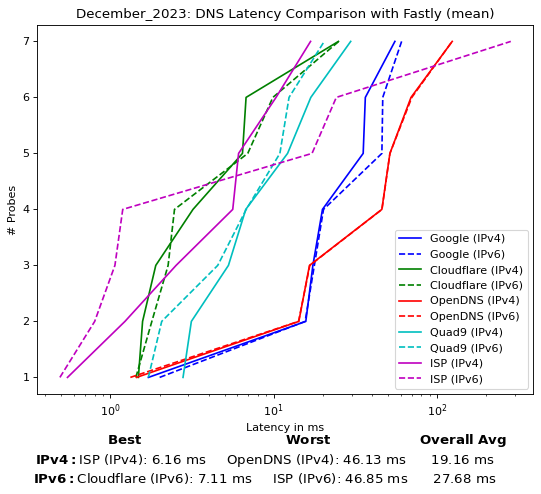 December_2023: DNS Latency Comparison with Fastly (mean)
7
6
5
4
3
2
1
# Probes
10⁰
10¹
10²
Latency in ms
Google (IPv4)
Google (IPv6)
Cloudflare (IPv4)
Cloudflare (IPv6)
OpenDNS (IPv4)
OpenDNS (IPv6)
Quad9 (IPv4)
Quad9 (IPv6)
ISP (IPv4)
ISP (IPv6)
Best Worst Overall Avg
IPv4: ISP (IPv4): 6.16 ms OpenDNS (IPv4): 46.13 ms 19.16 ms
IPv6: Cloudflare (IPv6): 7.11 ms ISP (IPv6): 46.85 ms 27.68 ms